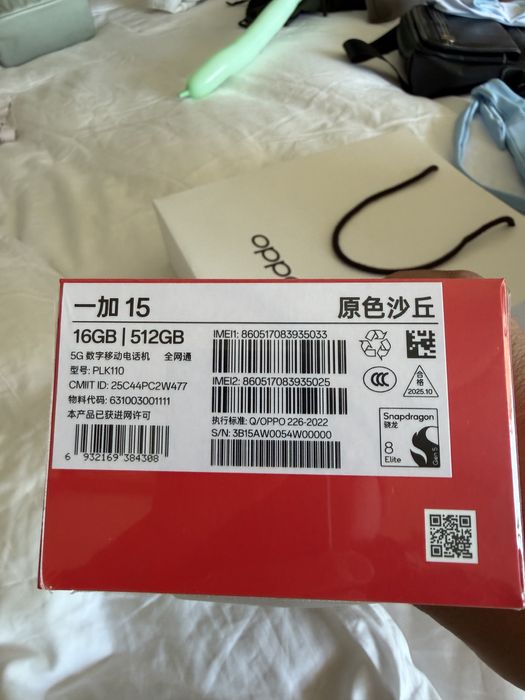 oppo
一加 15
原色沙丘
16GB | 512GB
5G 数字移动电话机 全网通
型号: PLK110
CMIIT ID: 25C44PC2W477
物料代码: 631003001111
本产品已获进网许可
6 932169 384308
IMEI1: 860517083935033
IMEI2: 860517083935025
执行标准: Q/OPPO 226-2022
S/N: 3B15AW0054W00000
CCC
合格
2025.10
Snapdragon
骁龙
8
Elite
Gen 5